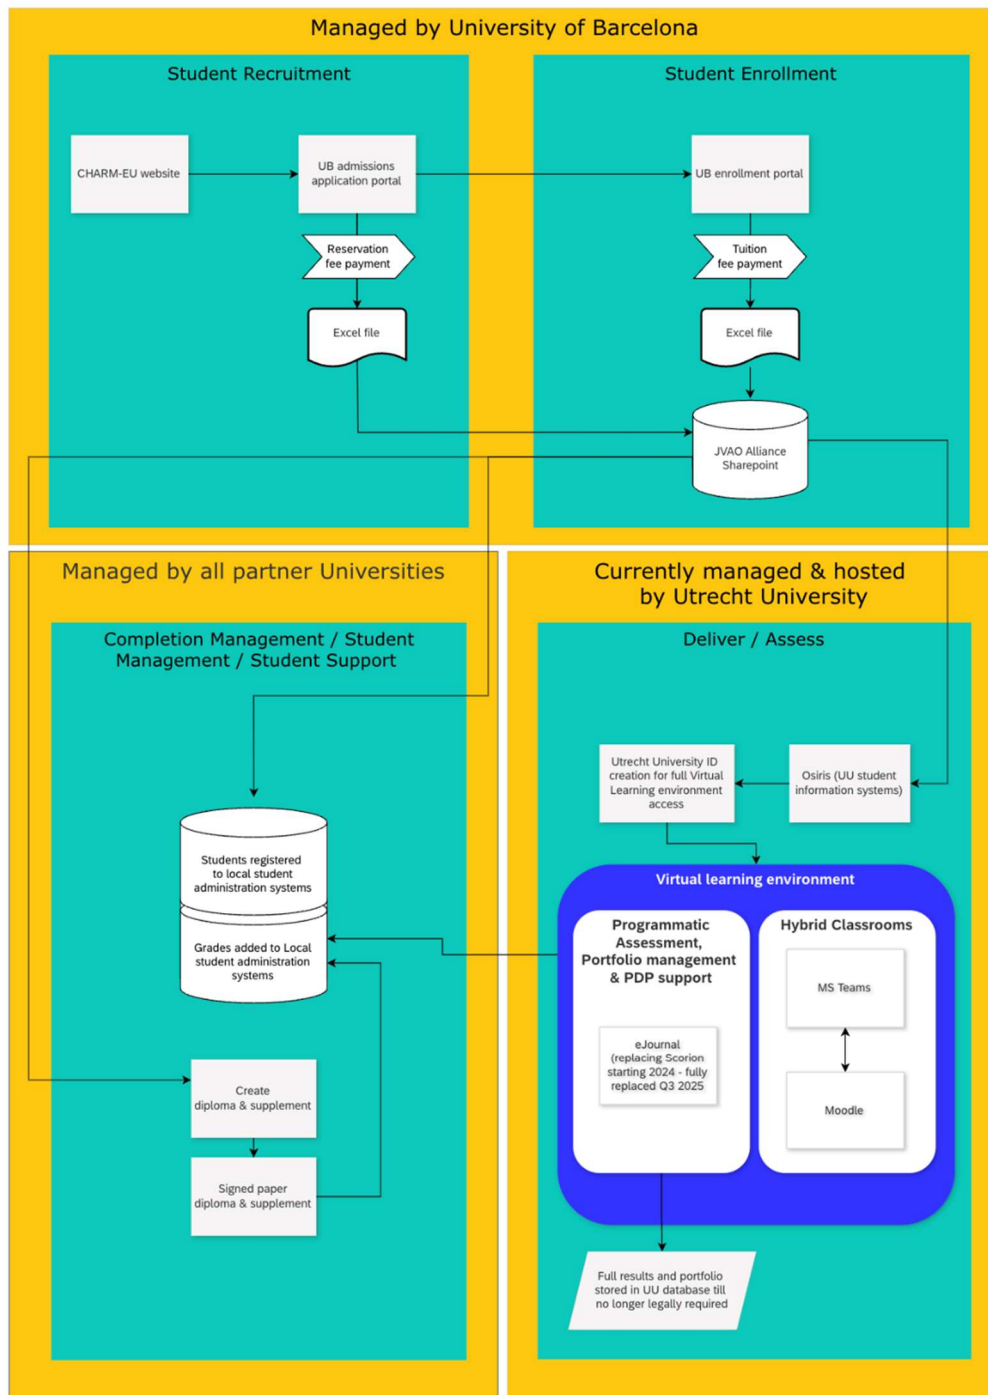 Managed by University of Barcelona
Student Recruitment
Student Enrollment
CHARM-EU website
UB admissions
application portal
UB enrollment portal
Reservation
fee payment
Tuition
fee payment
Excel file
Excel file
JVAO Alliance
Sharepoint
Managed by all partner Universities
Completion Management / Student
Management / Student Support
Students registered
to local student
administration systems
Grades added to Local
student administration
systems
Create
diploma & supplement
Signed paper
diploma & supplement
Currently managed & hosted
by Utrecht University
Deliver / Assess
Utrecht University ID
creation for full Virtual
Learning environment
access
Osiris (UU student
information systems)
Virtual learning environment
Programmatic
Assessment,
Portfolio management
& PDP support
eJournal
(replacing Scorion
starting 2024 - fully
replaced Q3 2025
Hybrid Classrooms
MS Teams
Moodle
Full results and portfolio
stored in UU database till
no longer legally required